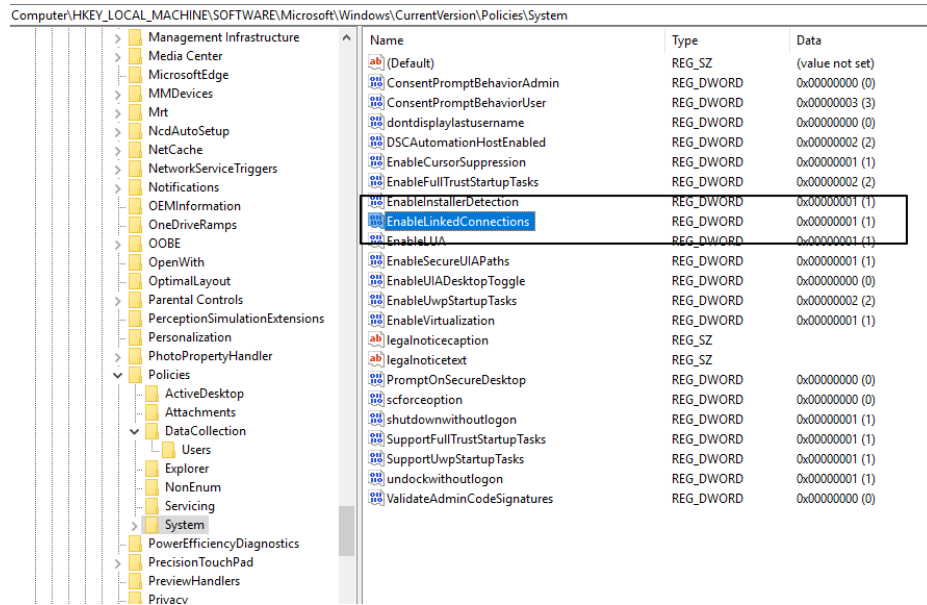 Computer\HKEY_LOCAL_MACHINE\SOFTWARE\Microsoft\Windows\CurrentVersion\Policies\System
Management Infrastructure
Media Center
MicrosoftEdge
MMDevices
Mrt
NcdAutoSetup
NetCache
NetworkServiceTriggers
Notifications
OEMInformation
OneDriveRamps
OOBE
OpenWith
OptimalLayout
Parental Controls
PerceptionSimulationExtensions
Personalization
PhotoPropertyHandler
Policies
ActiveDesktop
Attachments
DataCollection
Users
Explorer
NonEnum
Servicing
System
PowerEfficiencyDiagnostics
PrecisionTouchPad
PreviewHandlers
Privacy
Name Type Data
(Default) REG_SZ (value not set)
ConsentPromptBehaviorAdmin REG_DWORD 0x00000000 (0)
ConsentPromptBehaviorUser REG_DWORD 0x00000003 (3)
dontdisplaylastusername REG_DWORD 0x00000000 (0)
DSCAutomationHostEnabled REG_DWORD 0x00000002 (2)
EnableCursorSuppression REG_DWORD 0x00000001 (1)
EnableFullTrustStartupTasks REG_DWORD 0x00000002 (2)
EnableInstallerDetection REG_DWORD 0x00000001 (1)
EnableLinkedConnections REG_DWORD 0x00000001 (1)
EnableLUA REG_DWORD 0x00000001 (1)
EnableSecureUIAPaths REG_DWORD 0x00000001 (1)
EnableUIADesktopToggle REG_DWORD 0x00000000 (0)
EnableUwpStartupTasks REG_DWORD 0x00000002 (2)
EnableVirtualization REG_DWORD 0x00000001 (1)
legalnoticecaption REG_SZ
legalnoticetext REG_SZ
PromptOnSecureDesktop REG_DWORD 0x00000000 (0)
scforceoption REG_DWORD 0x00000000 (0)
shutdownwithoutlogon REG_DWORD 0x00000001 (1)
SupportFullTrustStartupTasks REG_DWORD 0x00000001 (1)
SupportUwpStartupTasks REG_DWORD 0x00000001 (1)
undockwithoutlogon REG_DWORD 0x00000001 (1)
ValidateAdminCodeSignatures REG_DWORD 0x00000000 (0)